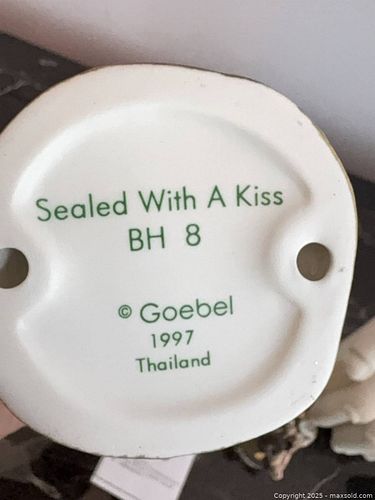 Sealed With A Kiss
BH 8
© Goebel
1997
Thailand
Copyright 2025 - maxsold.com